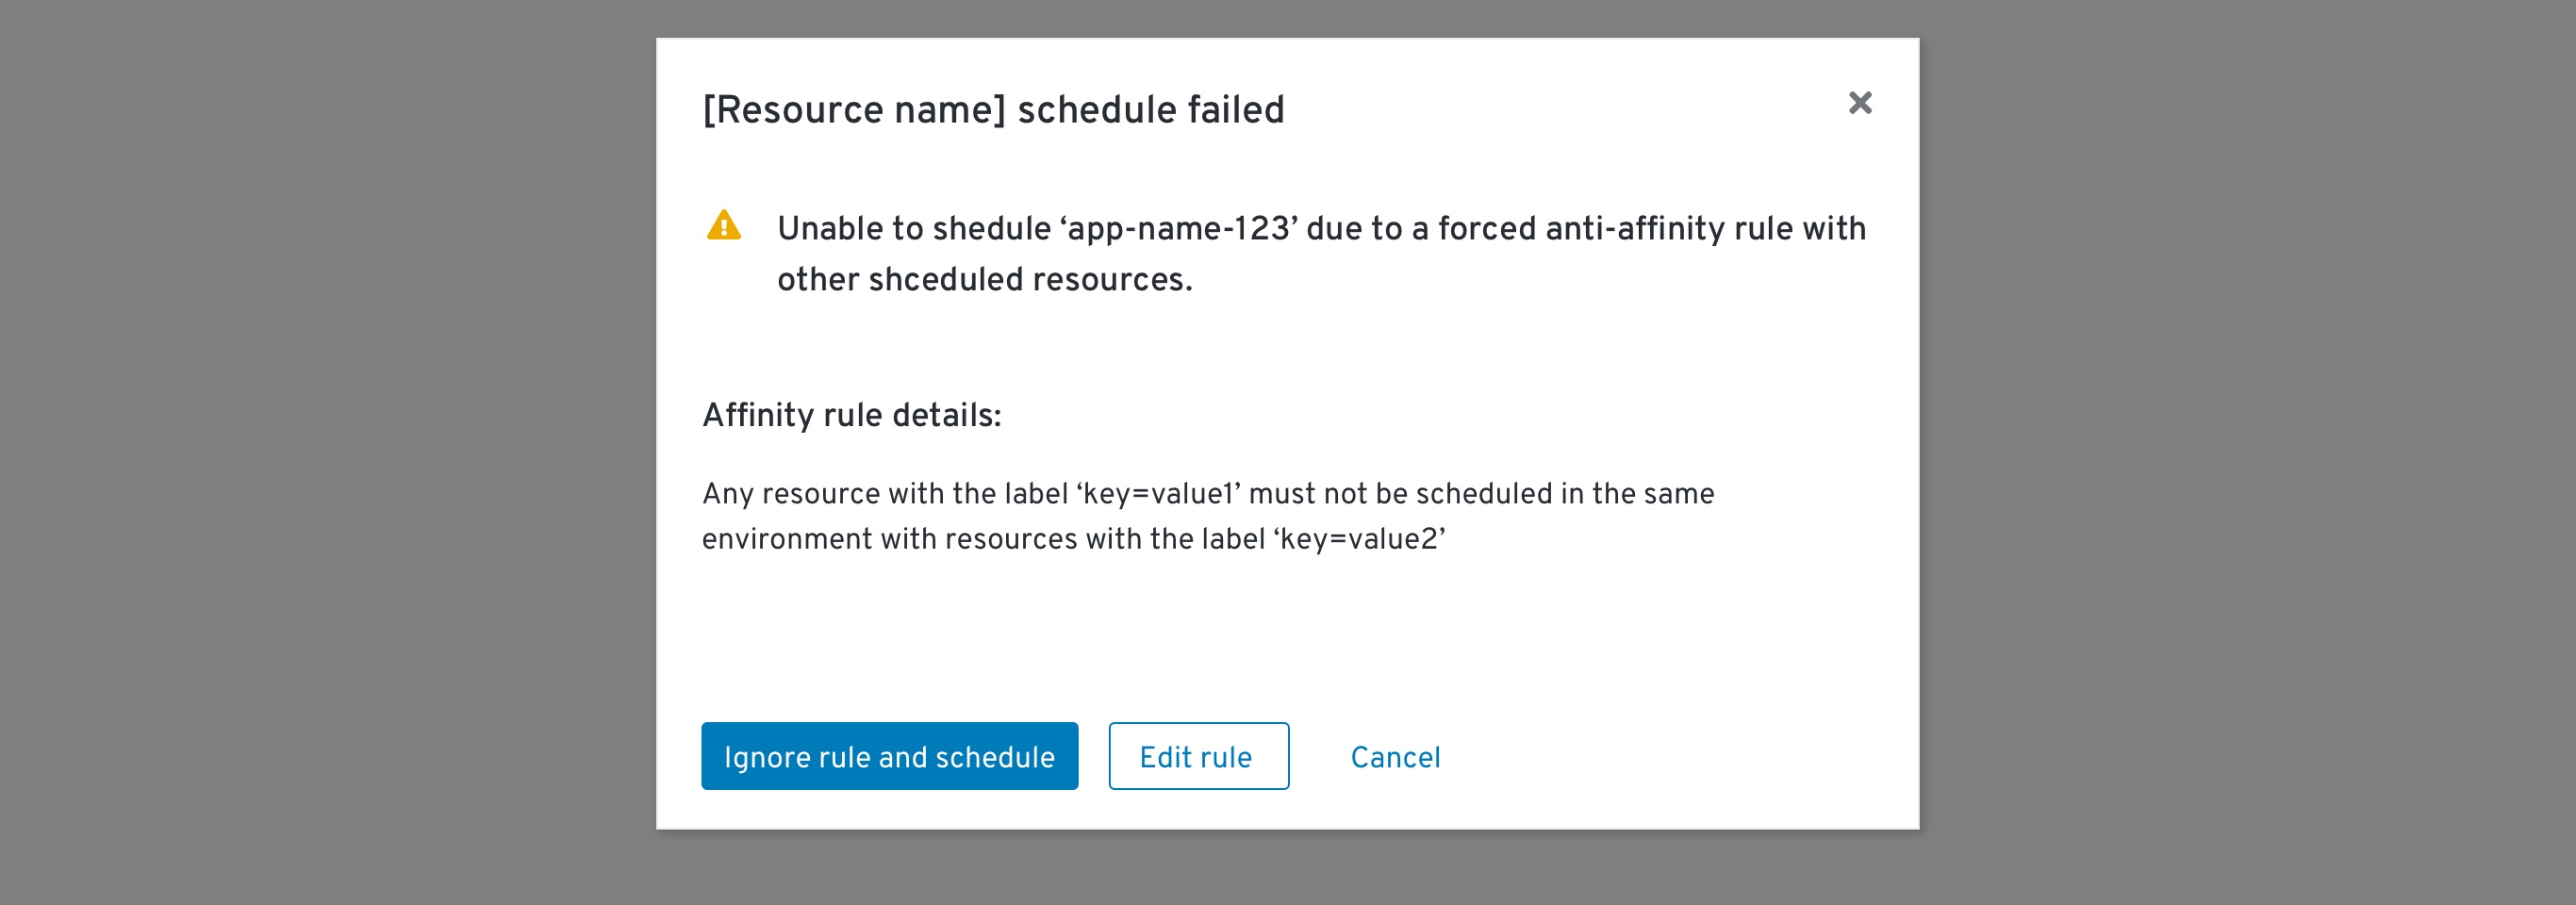 [Resource name] schedule failed
Unable to shedule ‘app-name-123’ due to a forced anti-affinity rule with
other shceduled resources.
Affinity rule details:
Any resource with the label ‘key=value1’ must not be scheduled in the same
environment with resources with the label ‘key=value2’
Ignore rule and schedule
Edit rule
Cancel